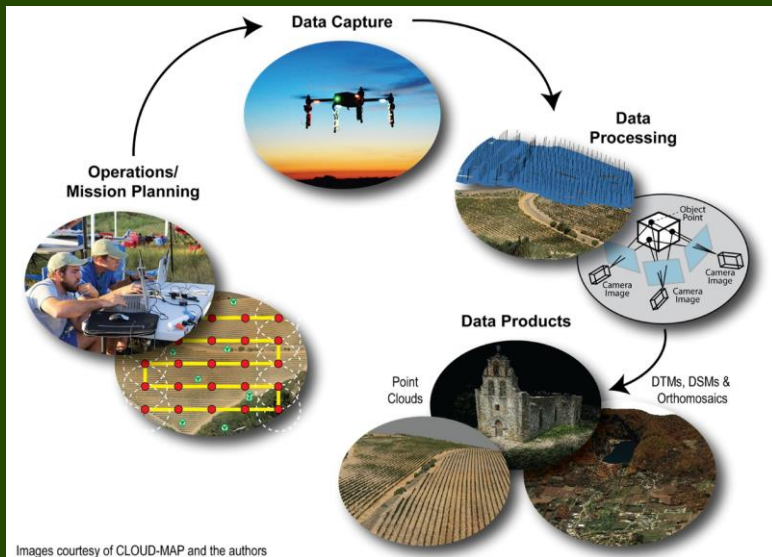 Data Capture
Data
Processing
Operations/
Mission Planning
Object
Point
Camera
Image
Camera
Image
Camera
Image
Data Products
Point
Clouds
DTMs, DSMs &
Orthomosaics
Images courtesy of CLOUD-MAP and the authors